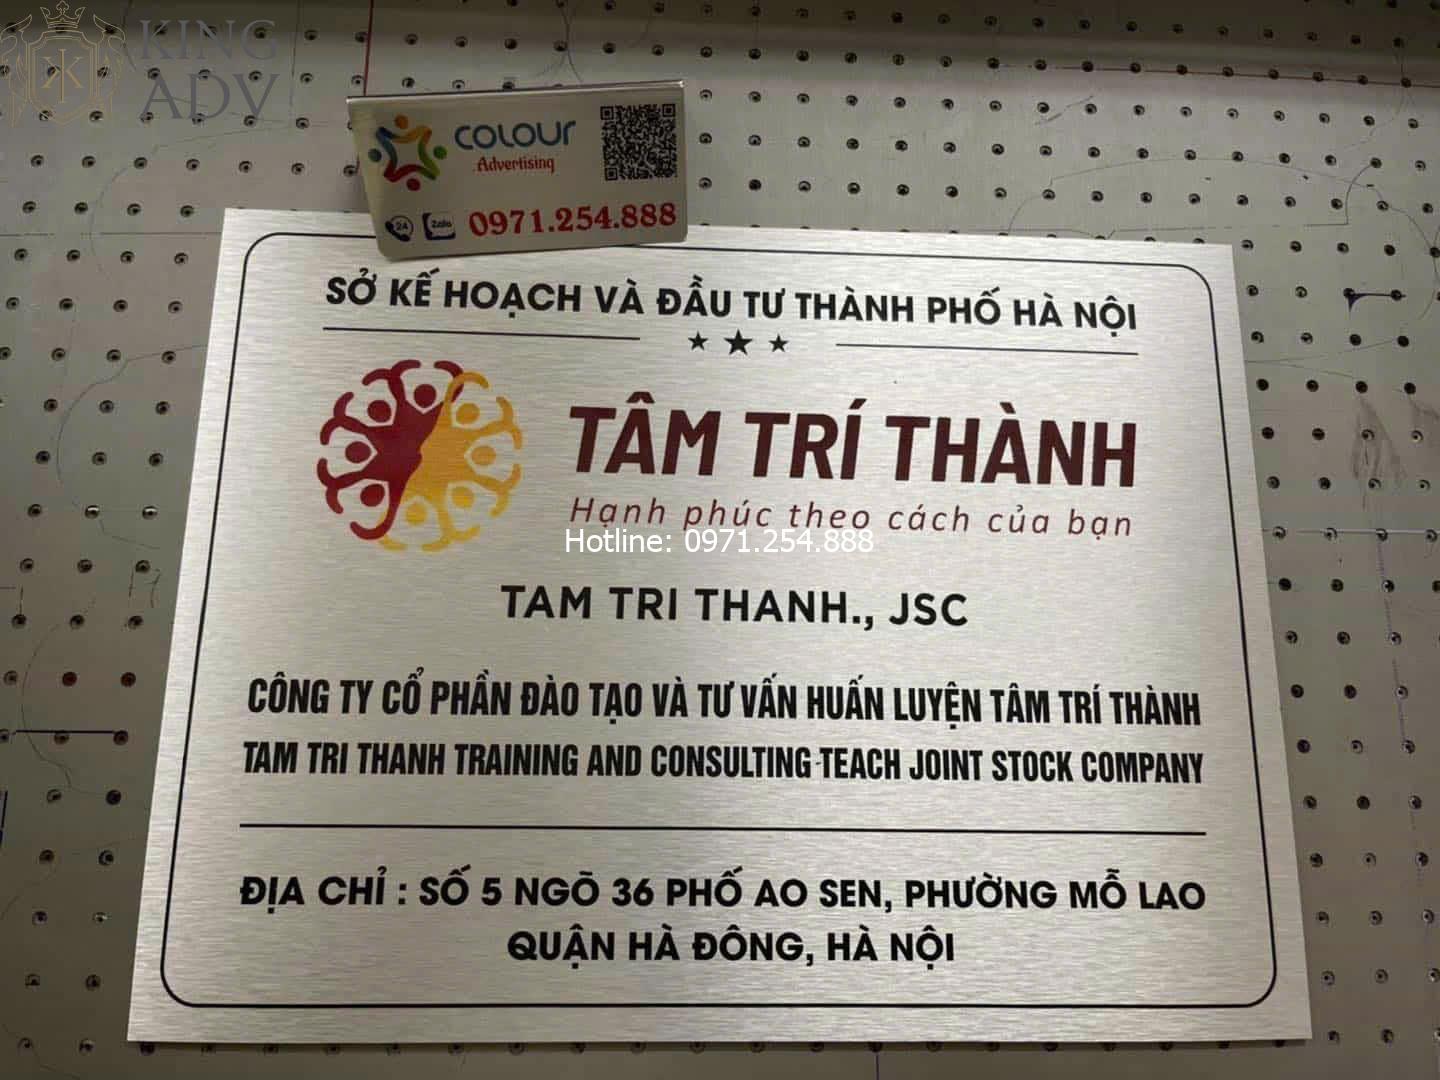 KING
ADV
COLOUR
Advertising
24 Zalo 0971.254.888
SỞ KẾ HOẠCH VÀ ĐẦU TƯ THÀNH PHỐ HÀ NỘI
TÂM TRÍ THÀNH
Hạnh phúc theo cách của bạn
Hotline: 0971.254.888
TAM TRI THANH., JSC
CÔNG TY CỔ PHẦN ĐÀO TẠO VÀ TƯ VẤN HUẤN LUYỆN TÂM TRÍ THÀNH
TAM TRI THANH TRAINING AND CONSULTING TEACH JOINT STOCK COMPANY
ĐỊA CHỈ : SỐ 5 NGÕ 36 PHỐ AO SEN, PHƯỜNG MỖ LAO
QUẬN HÀ ĐÔNG, HÀ NỘI